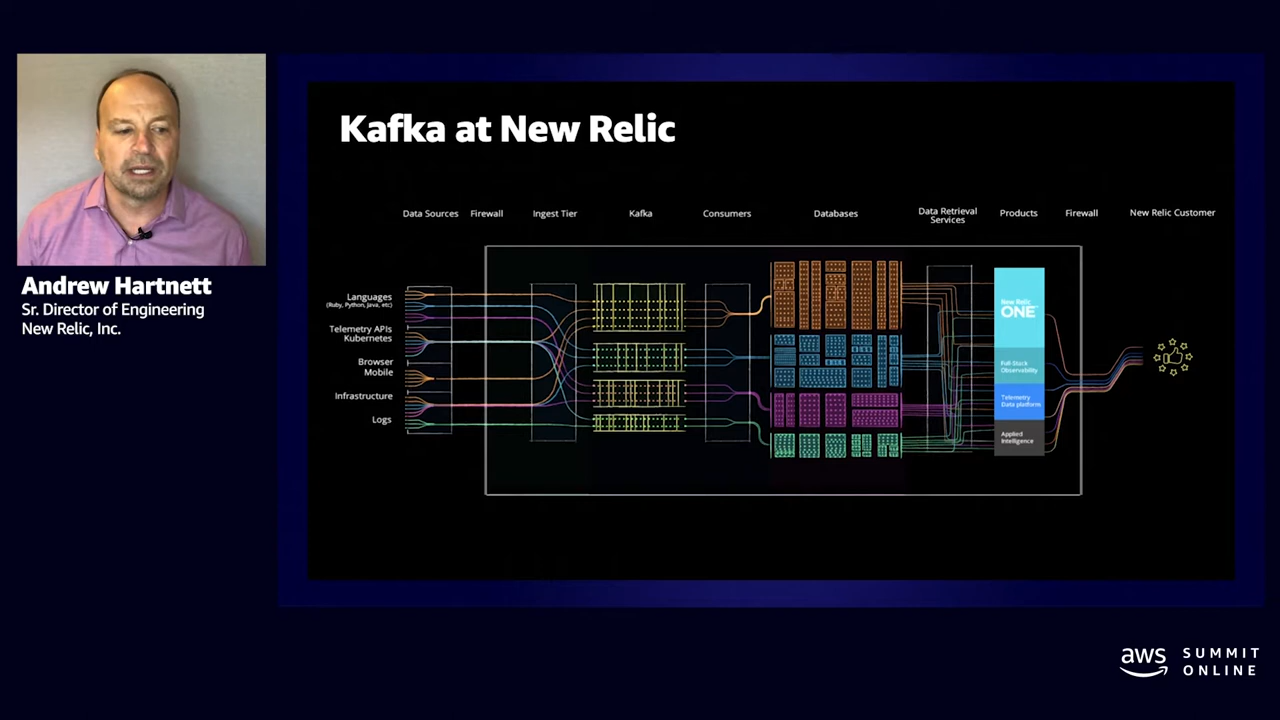 Kafka at New Relic
Data Sources
Firewall
Ingest Tier
Kafka
Consumers
Databases
Data Retrieval
Services
Products
Firewall
New Relic Customer
Languages
(Ruby, Python, Java, etc)
Telemetry APIs
Kubernetes
Browser
Mobile
Infrastructure
Logs
New Relic
ONE
Full-Stack
Observability
Telemetry
Data platform
Applied
Intelligence
Andrew Hartnett
Sr. Director of Engineering
New Relic, Inc.
aws
SUMMIT
ONLINE